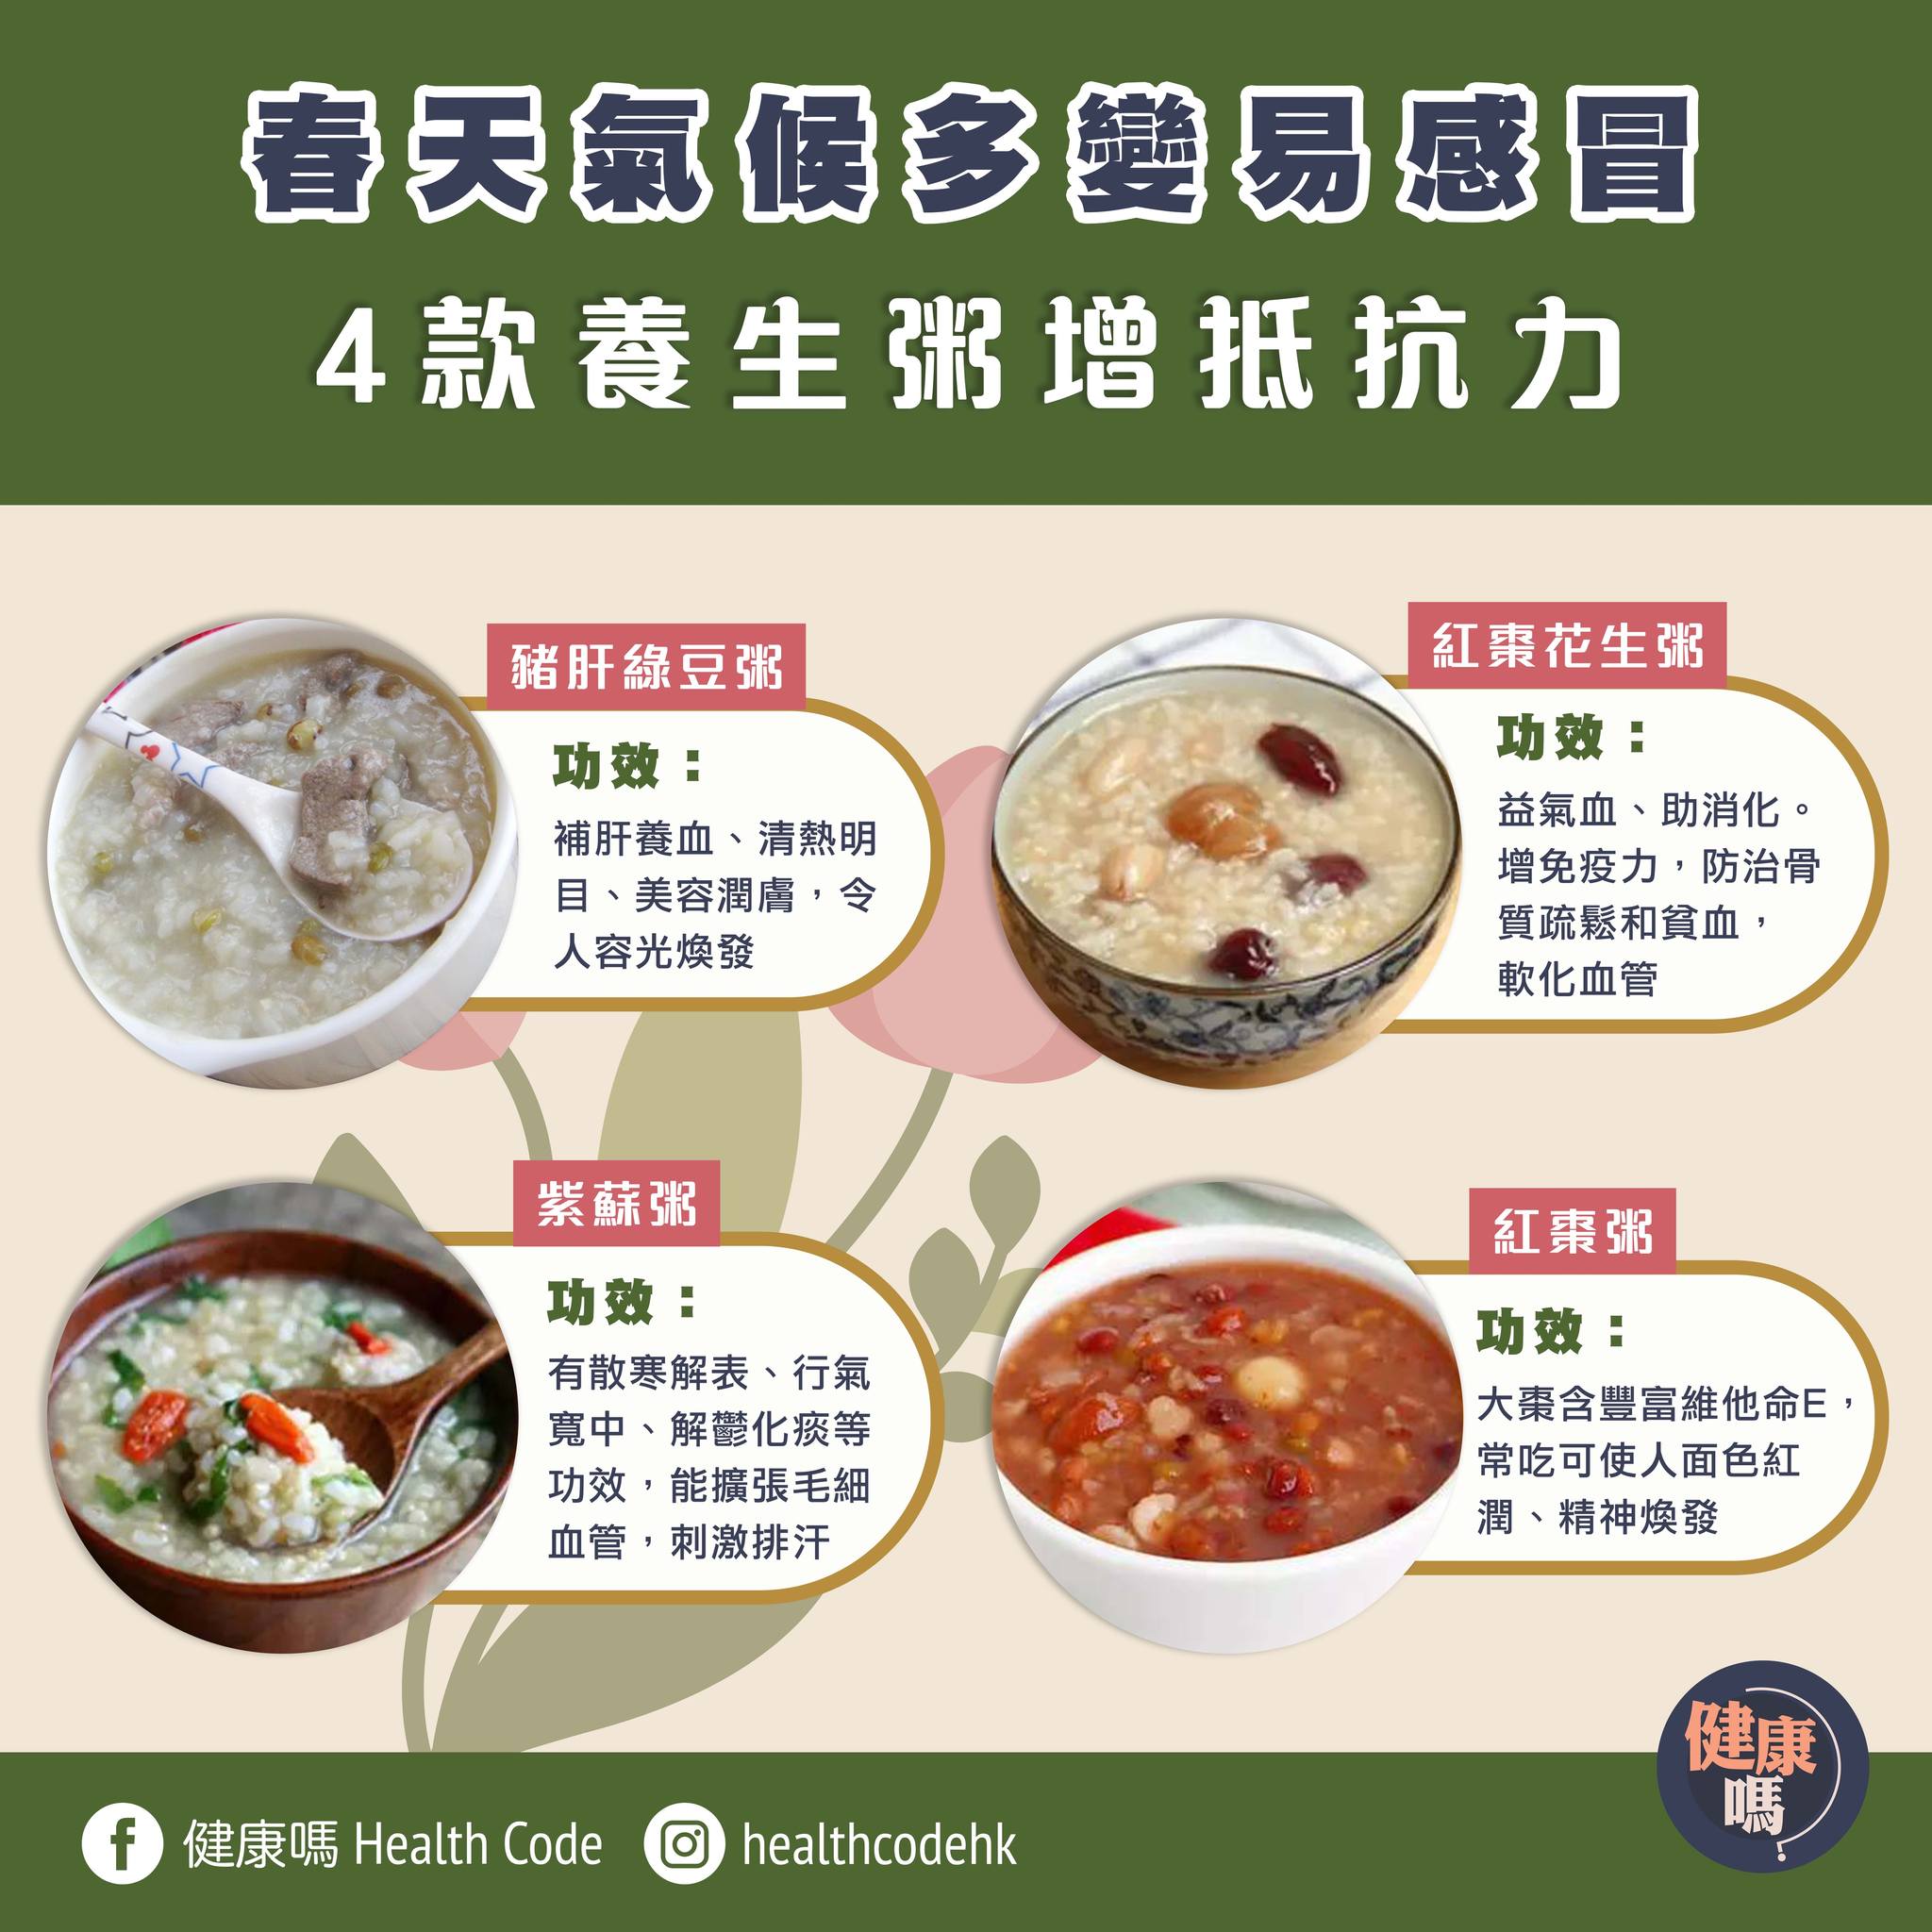 春天氣候多變易感冒
4款養生粥增抵抗力
豬肝綠豆粥
功效：
補肝養血、清熱明
目、美容潤膚，令
人容光煥發
紅棗花生粥
功效：
益氣血、助消化。
增免疫力，防治骨
質疏鬆和貧血，
軟化血管
紫蘇粥
功效：
有散寒解表、行氣
寬中、解鬱化痰等
功效，能擴張毛細
血管，刺激排汗
紅棗粥
功效：
大棗含豐富維他命E，
常吃可使人面色紅
潤、精神煥發
健康嗎 Health Code
healthcodehk
健康
嗎?